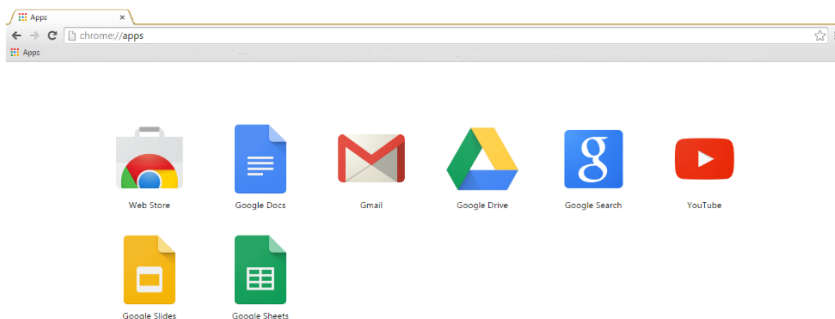 Apps
chrome://apps
Apps
Web Store Google Docs Gmail Google Drive Google Search YouTube
Google Slides Google Sheets